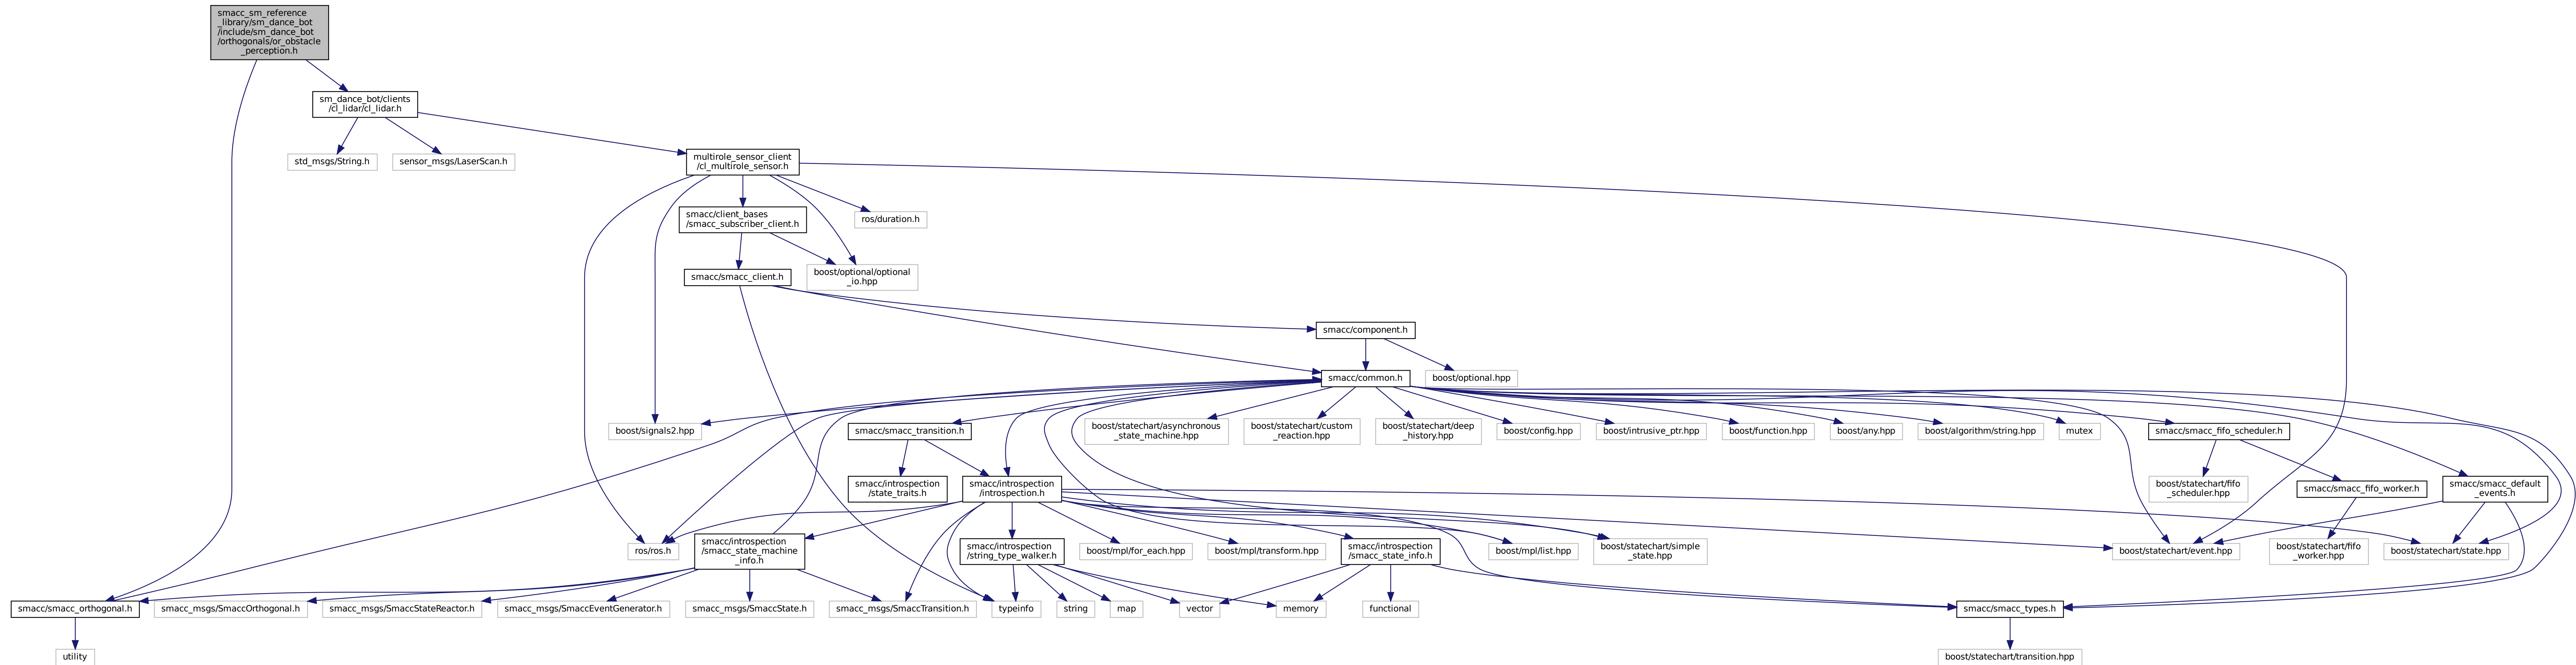 smacc_sm_reference
_library/sm_dance_bot
/include/sm_dance_bot
/orthogonals/or_obstacle
_perception.h
sm_dance_bot/clients
/cl_lidar/cl_lidar.h
std_msgs/String.h
sensor_msgs/LaserScan.h
multirole_sensor_client
/cl_multirole_sensor.h
smacc/client_bases
/smacc_subscriber_client.h
ros/duration.h
smacc/smacc_client.h
boost/optional/optional
_io.hpp
smacc/component.h
smacc/common.h
boost/optional.hpp
boost/signals2.hpp
smacc/smacc_transition.h
boost/statechart/asynchronous
_state_machine.hpp
boost/statechart/custom
_reaction.hpp
boost/statechart/deep
_history.hpp
boost/config.hpp
boost/intrusive_ptr.hpp
boost/function.hpp
boost/any.hpp
boost/algorithm/string.hpp
mutex
smacc/smacc_fifo_scheduler.h
smacc/introspection
/state_traits.h
smacc/introspection
/introspection.h
boost/statechart/fifo
_scheduler.hpp
smacc/smacc_fifo_worker.h
smacc/smacc_default
_events.h
ros/ros.h
smacc/introspection
/smacc_state_machine
_info.h
smacc/introspection
/string_type_walker.h
boost/mpl/for_each.hpp
boost/mpl/transform.hpp
smacc/introspection
/smacc_state_info.h
boost/mpl/list.hpp
boost/statechart/simple
_state.hpp
boost/statechart/event.hpp
boost/statechart/fifo
_worker.hpp
boost/statechart/state.hpp
smacc/smacc_orthogonal.h
smacc_msgs/SmaccOrthogonal.h
smacc_msgs/SmaccStateReactor.h
smacc_msgs/SmaccEventGenerator.h
smacc_msgs/SmaccState.h
smacc_msgs/SmaccTransition.h
typeinfo
string
map
vector
memory
functional
smacc/smacc_types.h
utility
boost/statechart/transition.hpp